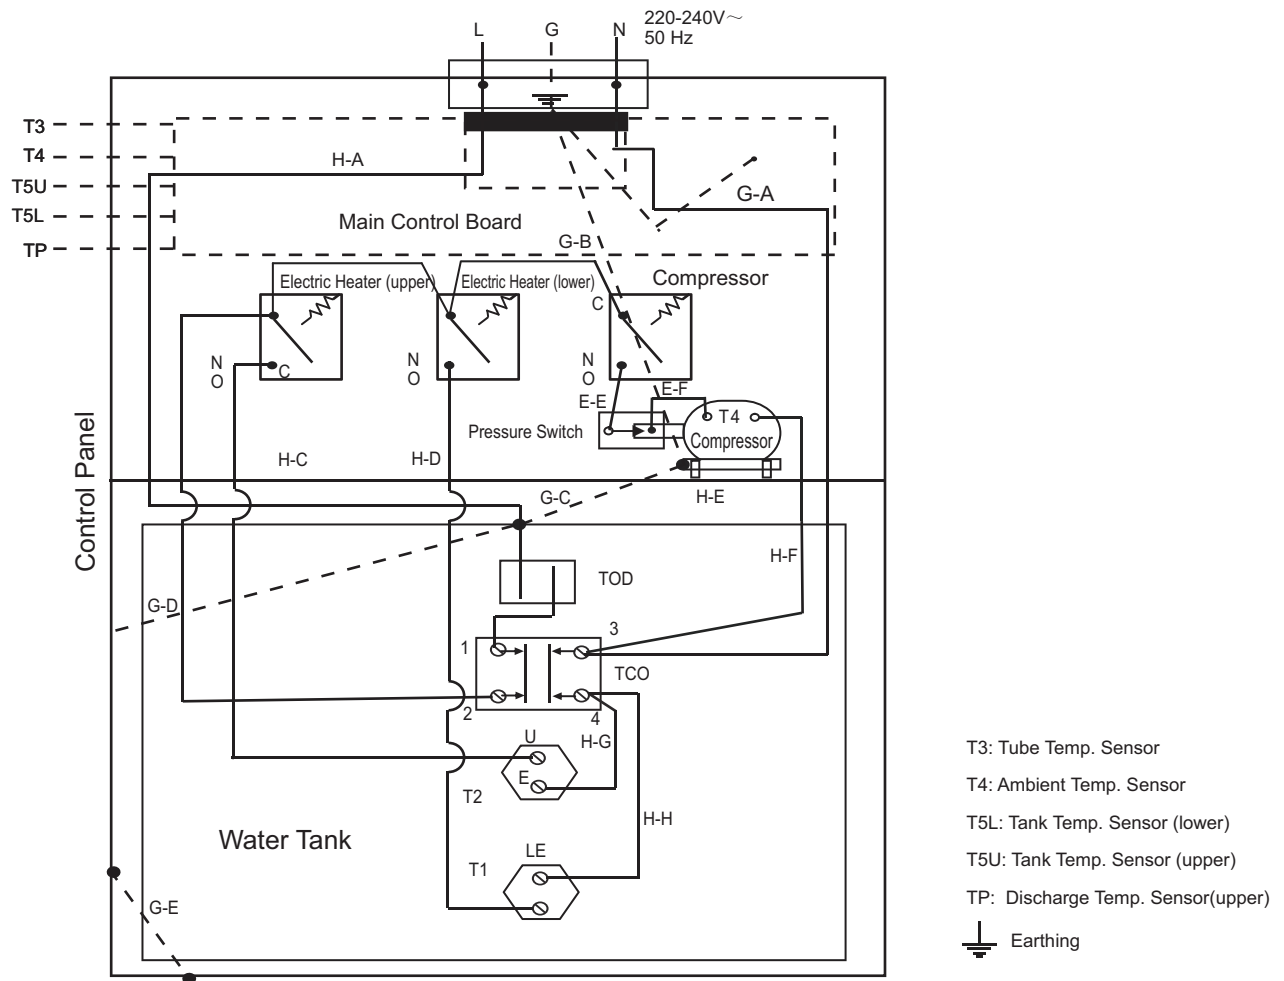 220-240V~
L G N
50 Hz
T3
T4
H-A
T5U
G-A
T5L
Main Control Board
G-B
TP
Electric Heater (upper)
Electric Heater (lower)
Compressor
C
N
O
C
N
O
N
O
E-F
E-E
T4
Pressure Switch
Compressor
Control Panel
H-C
H-D
G-C
H-E
H-F
TOD
G-D
3
1
TCO
2
4
U
H-G
E
T2
H-H
Water Tank
LE
T1
G-E
T3: Tube Temp. Sensor
T4: Ambient Temp. Sensor
T5L: Tank Temp. Sensor (lower)
T5U: Tank Temp. Sensor (upper)
TP: Discharge Temp. Sensor(upper)
Earthing